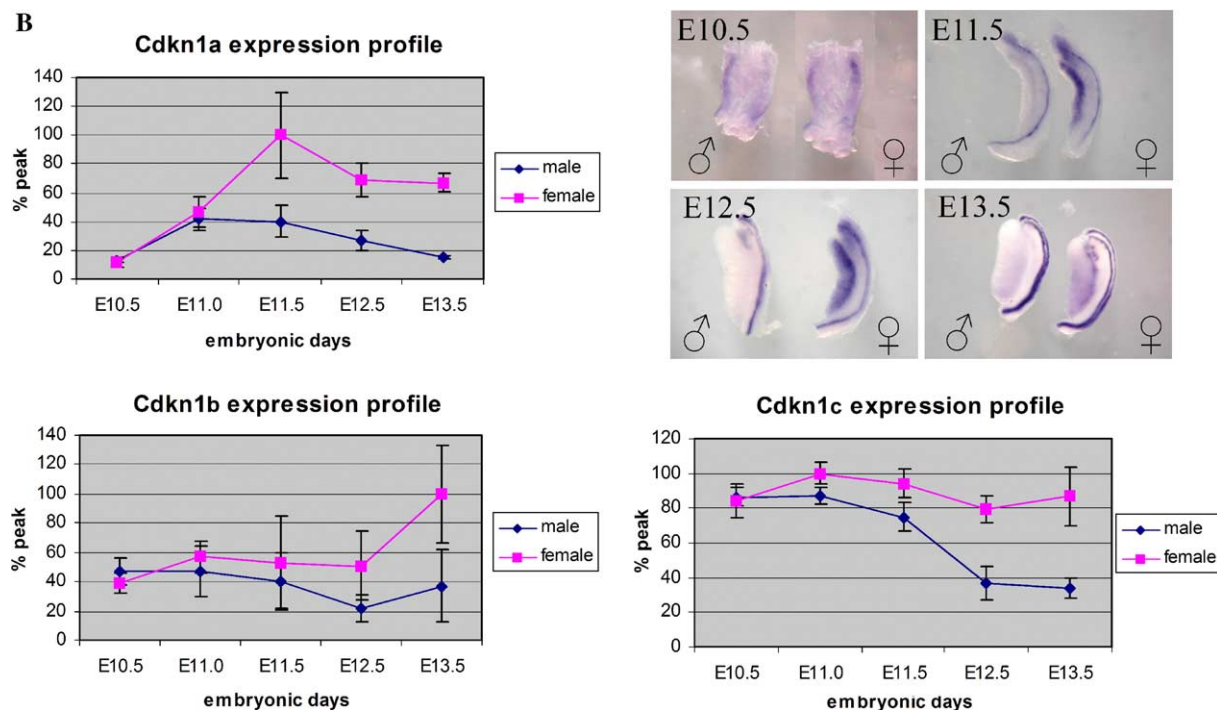 B
Cdkn1a expression profile
140
120
100
80
60
40
20
0
% peak
E10.5 E11.0 E11.5 E12.5 E13.5
embryonic days
male
female
E10.5
♂ ♀
E11.5
♂ ♀
E12.5
♂ ♀
E13.5
♂ ♀
Cdkn1b expression profile
140
120
100
80
60
40
20
0
% peak
E10.5 E11.0 E11.5 E12.5 E13.5
embryonic days
male
female
Cdkn1c expression profile
120
100
80
60
40
20
0
% peak
E10.5 E11.0 E11.5 E12.5 E13.5
embryonic days
male
female